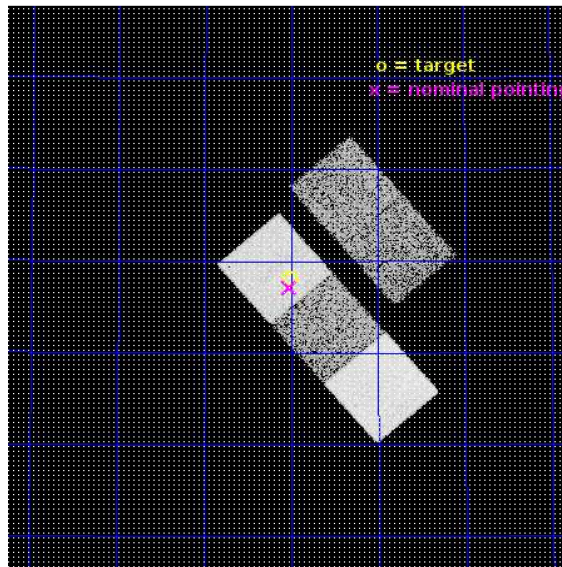 o = target
x = nominal pointing